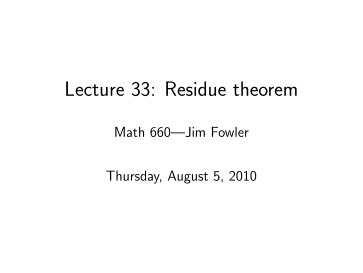 Lecture 33: Residue theorem
Math 660—Jim Fowler
Thursday, August 5, 2010